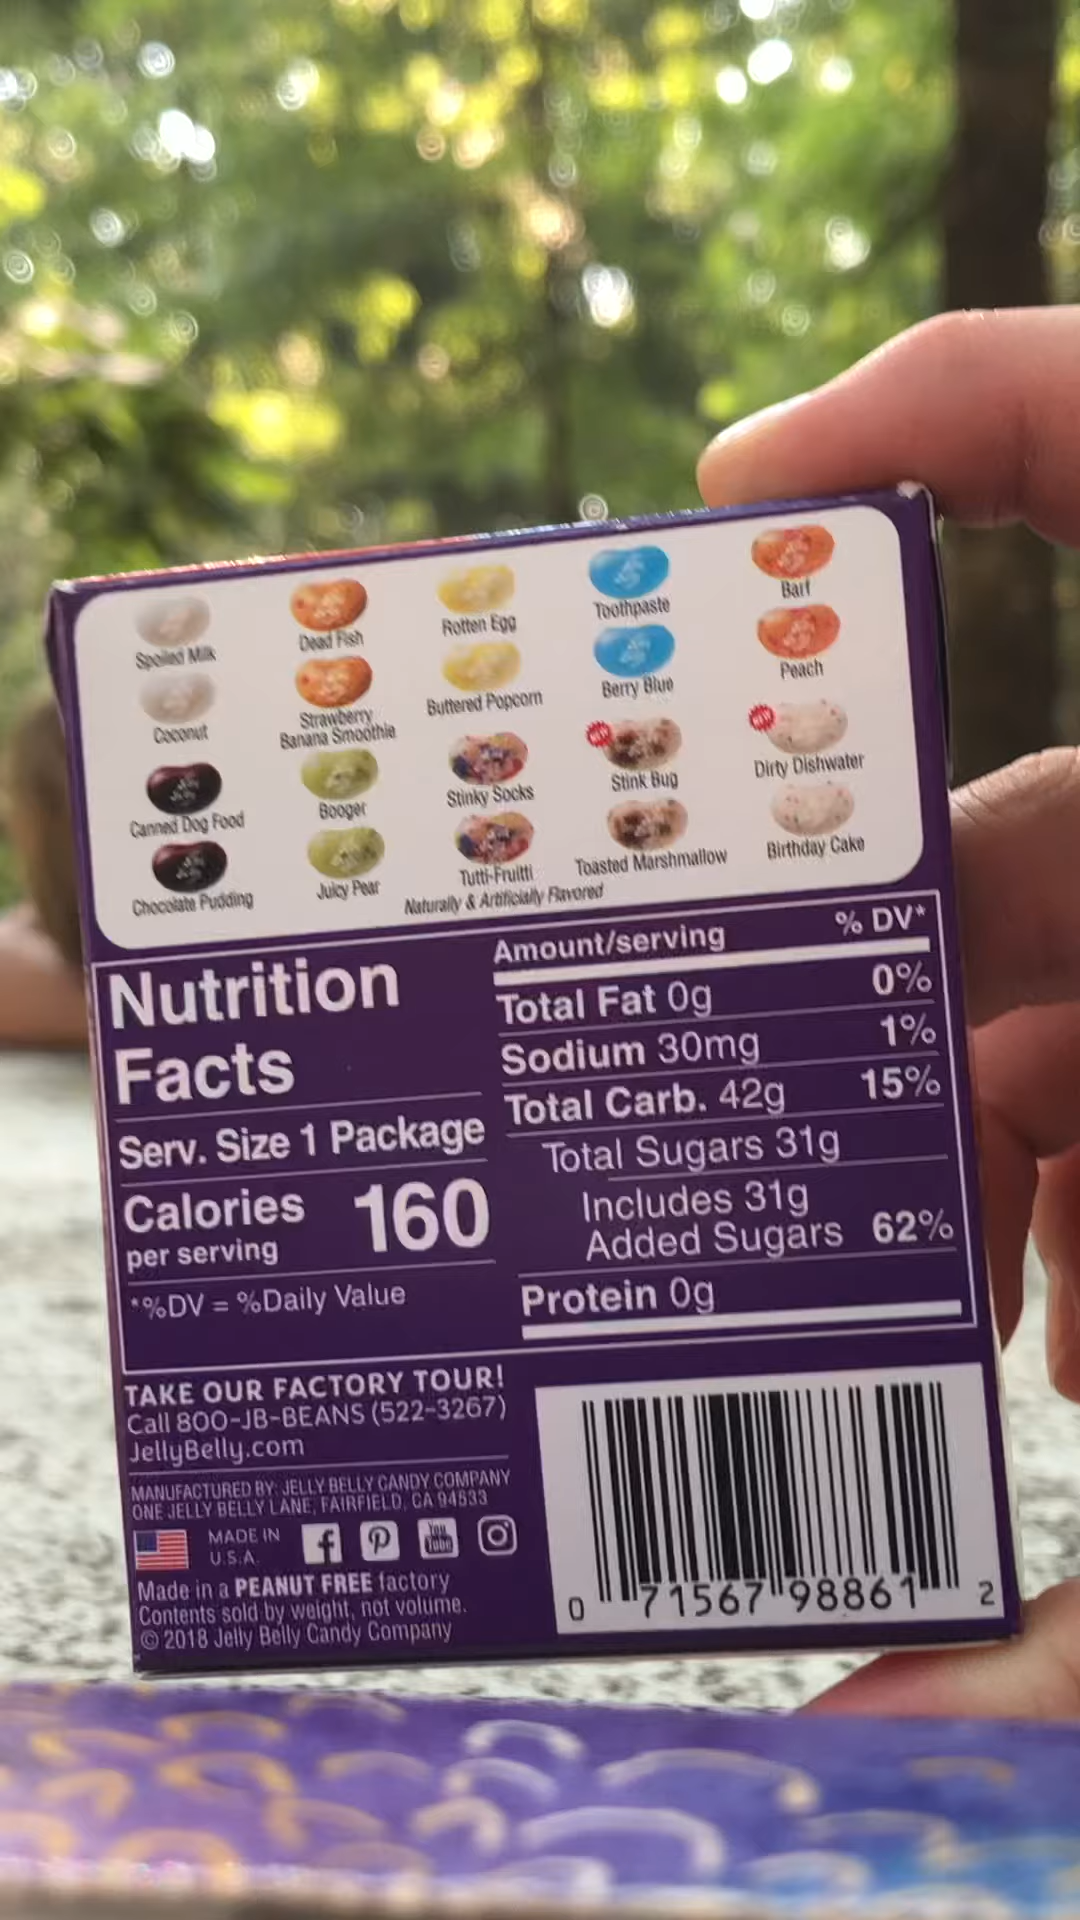 Spoiled Milk
Dead Fish
Rotten Egg
Toothpaste
Barf
Coconut
Strawberry
Banana Smoothie
Buttered Popcorn
Berry Blue
Peach
Canned Dog Food
Booger
Stinky Socks
NEW
Stink Bug
NEW
Dirty Dishwater
Chocolate Pudding
Juicy Pear
Tutti-Fruitti
Toasted Marshmallow
Birthday Cake
Naturally & Artificially Flavored
Nutrition
Facts
Serv. Size 1 Package
Calories 160
per serving
*%DV = %Daily Value
Amount/serving % DV*
Total Fat 0g 0%
Sodium 30mg 1%
Total Carb. 42g 15%
Total Sugars 31g
Includes 31g
Added Sugars 62%
Protein 0g
TAKE OUR FACTORY TOUR!
Call 800-JB-BEANS (522-3267)
JellyBelly.com
MANUFACTURED BY: JELLY BELLY CANDY COMPANY
ONE JELLY BELLY LANE, FAIRFIELD, CA 94533
MADE IN
U.S.A.
f
You
Tube
Made in a PEANUT FREE factory
Contents sold by weight, not volume.
© 2018 Jelly Belly Candy Company
0 71567 98861 2